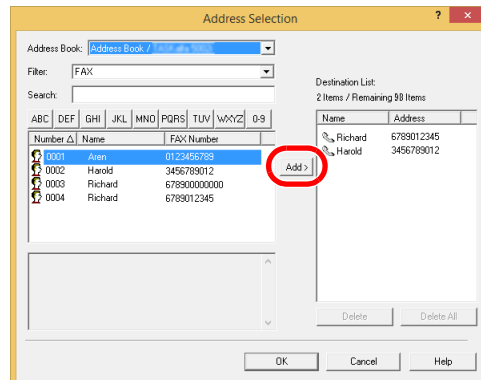 Address Selection
? ×
Address Book: Address Book /
Filter: FAX
Search:
ABC DEF GHI JKL MNO PQRS TUV WXYZ 0-9
Number Name FAX Number
0001 Aren 0123456789
0002 Harold 3456789012
0003 Richard 678900000000
0004 Richard 6789012345
Add >
Destination List:
2 Items / Remaining 98 Items
Name Address
Richard 6789012345
Harold 3456789012
Delete Delete All
OK Cancel Help